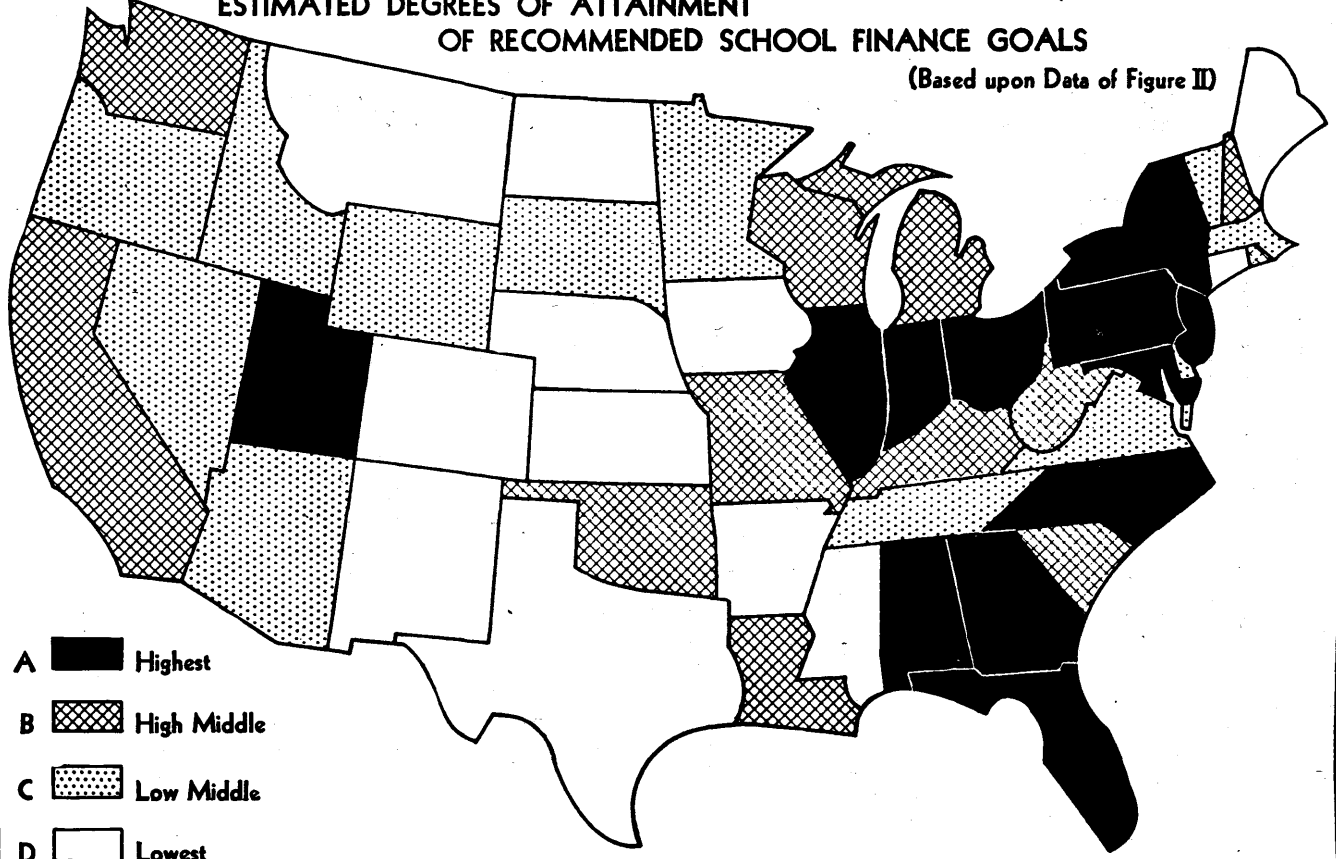 ESTIMATED DEGREES OF ATTAINMENT
OF RECOMMENDED SCHOOL FINANCE GOALS
(Based upon Data of Figure II)
A Highest
B High Middle
C Low Middle
D Lowest